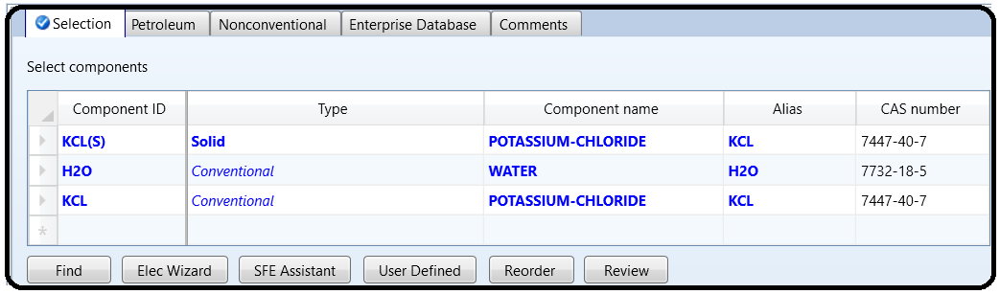 Selection Petroleum Nonconventional Enterprise Database Comments
Select components
Component ID Type Component name Alias CAS number
KCL(S) Solid POTASSIUM-CHLORIDE KCL 7447-40-7
H2O Conventional WATER H2O 7732-18-5
KCL Conventional POTASSIUM-CHLORIDE KCL 7447-40-7
*
Find Elec Wizard SFE Assistant User Defined Reorder Review